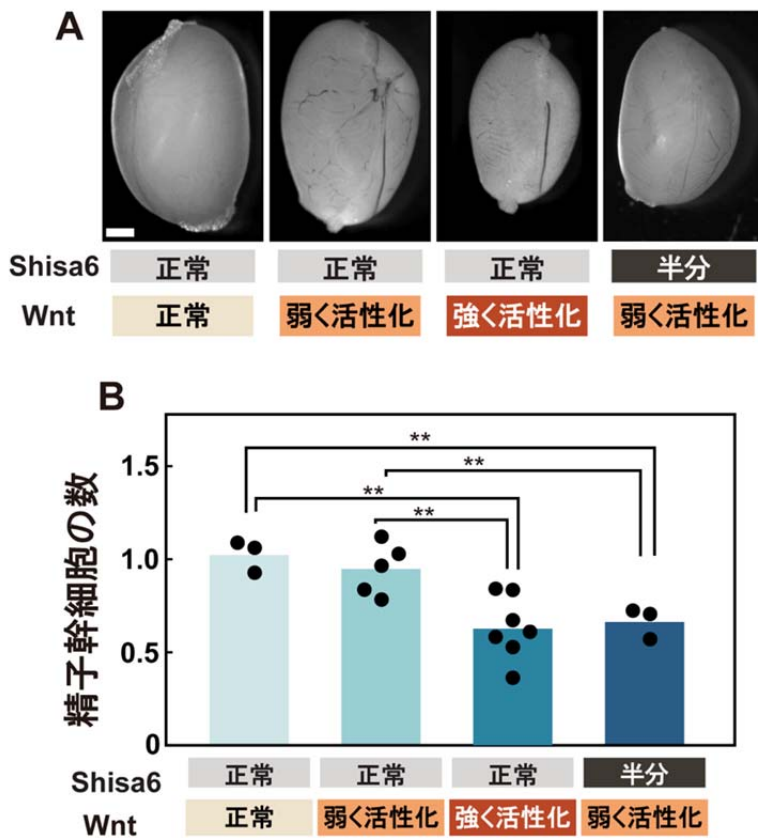 A
Shisa6 正常 正常 正常 半分
Wnt 正常 弱く活性化 強く活性化 弱く活性化
B
精子幹細胞の数
**
**
**
**
1.5
1.0
0.5
0
Shisa6 正常 正常 正常 半分
Wnt 正常 弱く活性化 強く活性化 弱く活性化